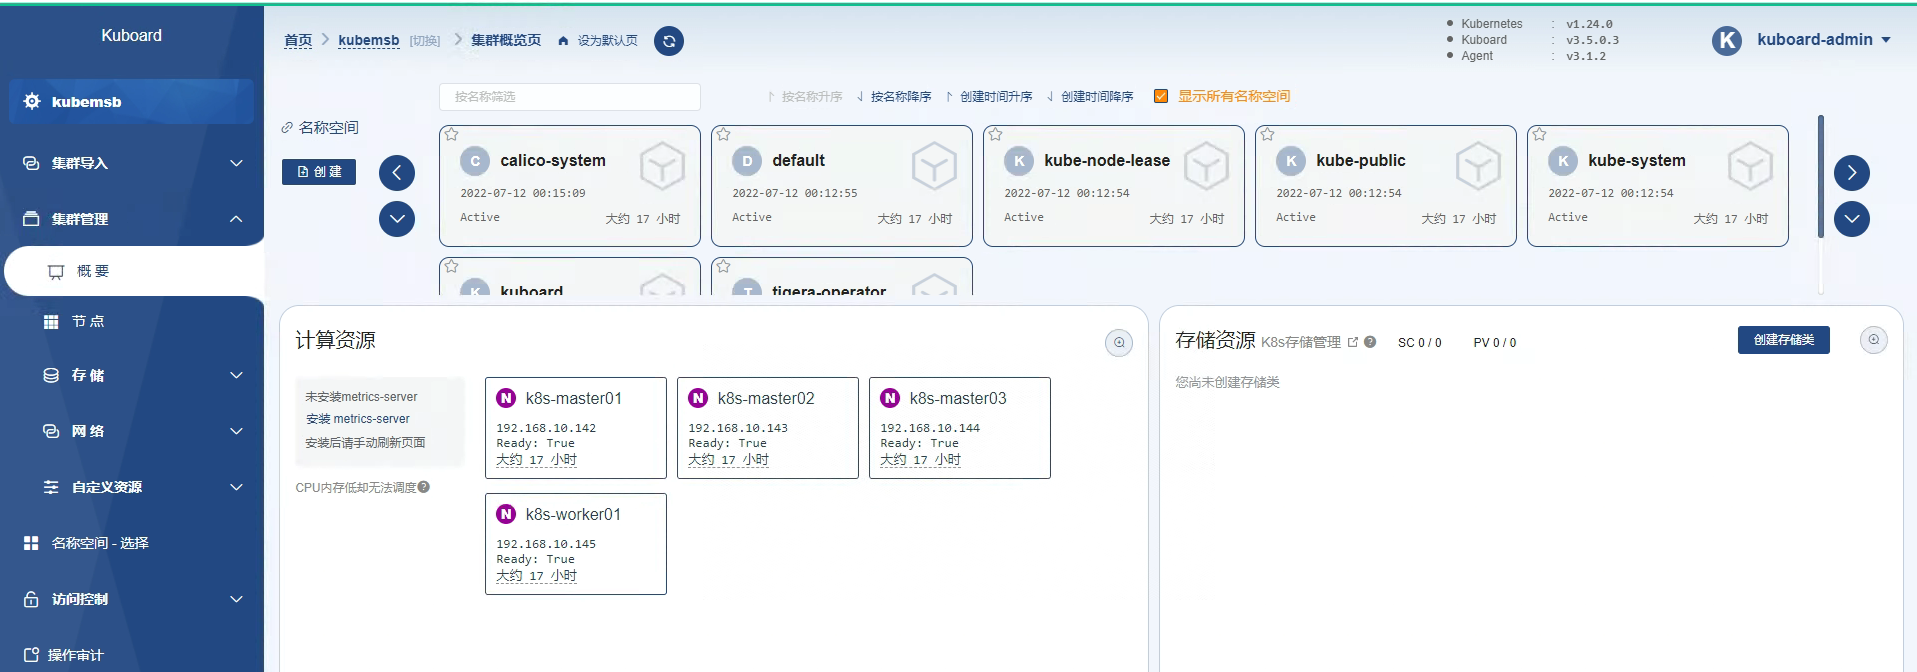 Kuboard
kubemsb
集群导入
集群管理
概 要
节 点
存 储
网 络
自定义资源
名称空间 - 选择
访问控制
操作审计
首页 kubemsb [切换] 集群概览页 设为默认页
Kubernetes : v1.24.0
Kuboard : v3.5.0.3
Agent : v3.1.2
K kuboard-admin
按名称筛选 按名称升序 按名称降序 创建时间升序 创建时间降序 显示所有名称空间
名称空间
创 建
C calico-system
2022-07-12 00:15:09
Active 大约 17 小时
D default
2022-07-12 00:12:55
Active 大约 17 小时
K kube-node-lease
2022-07-12 00:12:54
Active 大约 17 小时
K kube-public
2022-07-12 00:12:54
Active 大约 17 小时
K kube-system
2022-07-12 00:12:54
Active 大约 17 小时
K kuboard
T tigera-operator
计算资源
未安装metrics-server
安装 metrics-server
安装后请手动刷新页面
CPU内存低却无法调度
N k8s-master01
192.168.10.142
Ready: True
大约 17 小时
N k8s-master02
192.168.10.143
Ready: True
大约 17 小时
N k8s-master03
192.168.10.144
Ready: True
大约 17 小时
N k8s-worker01
192.168.10.145
Ready: True
大约 17 小时
存储资源 K8s存储管理 SC 0 / 0 PV 0 / 0 创建存储类
您尚未创建存储类